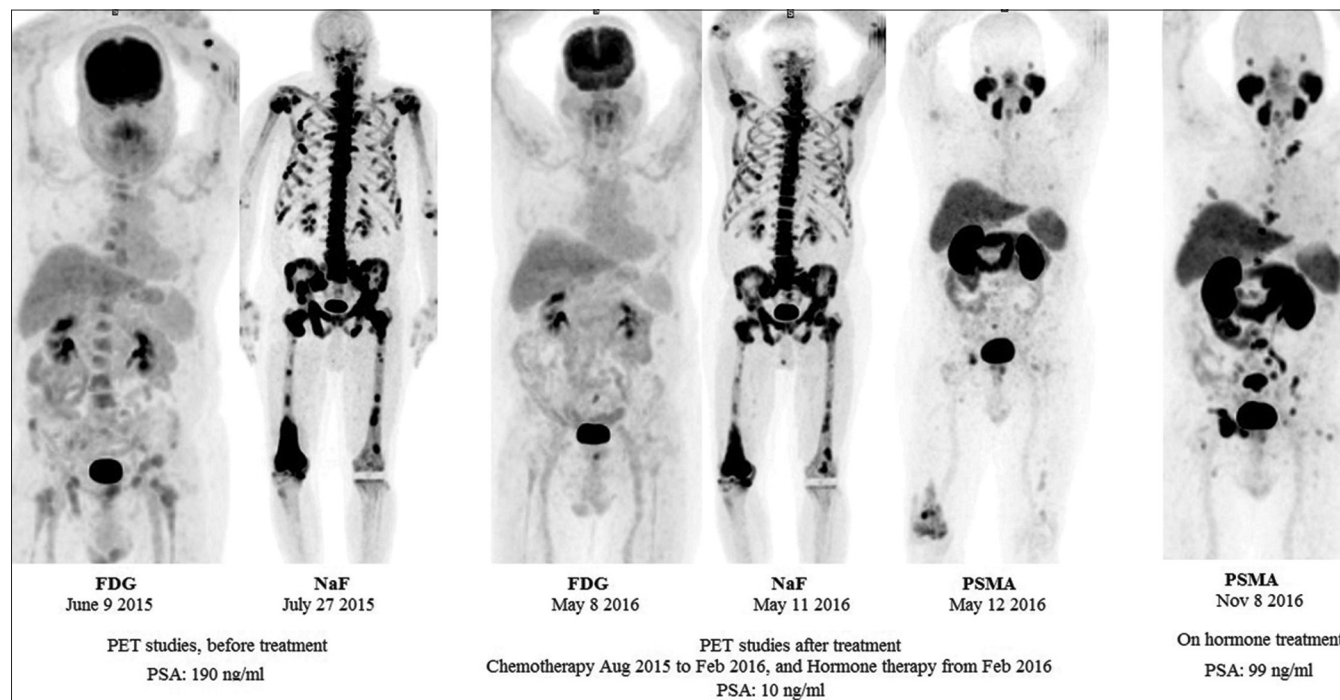 FDG
June 9 2015
NaF
July 27 2015
FDG
May 8 2016
NaF
May 11 2016
PSMA
May 12 2016
PSMA
Nov 8 2016
PET studies, before treatment
PSA: 190 ng/ml
PET studies after treatment
Chemotherapy Aug 2015 to Feb 2016, and Hormone therapy from Feb 2016
PSA: 10 ng/ml
On hormone treatment
PSA: 99 ng/ml